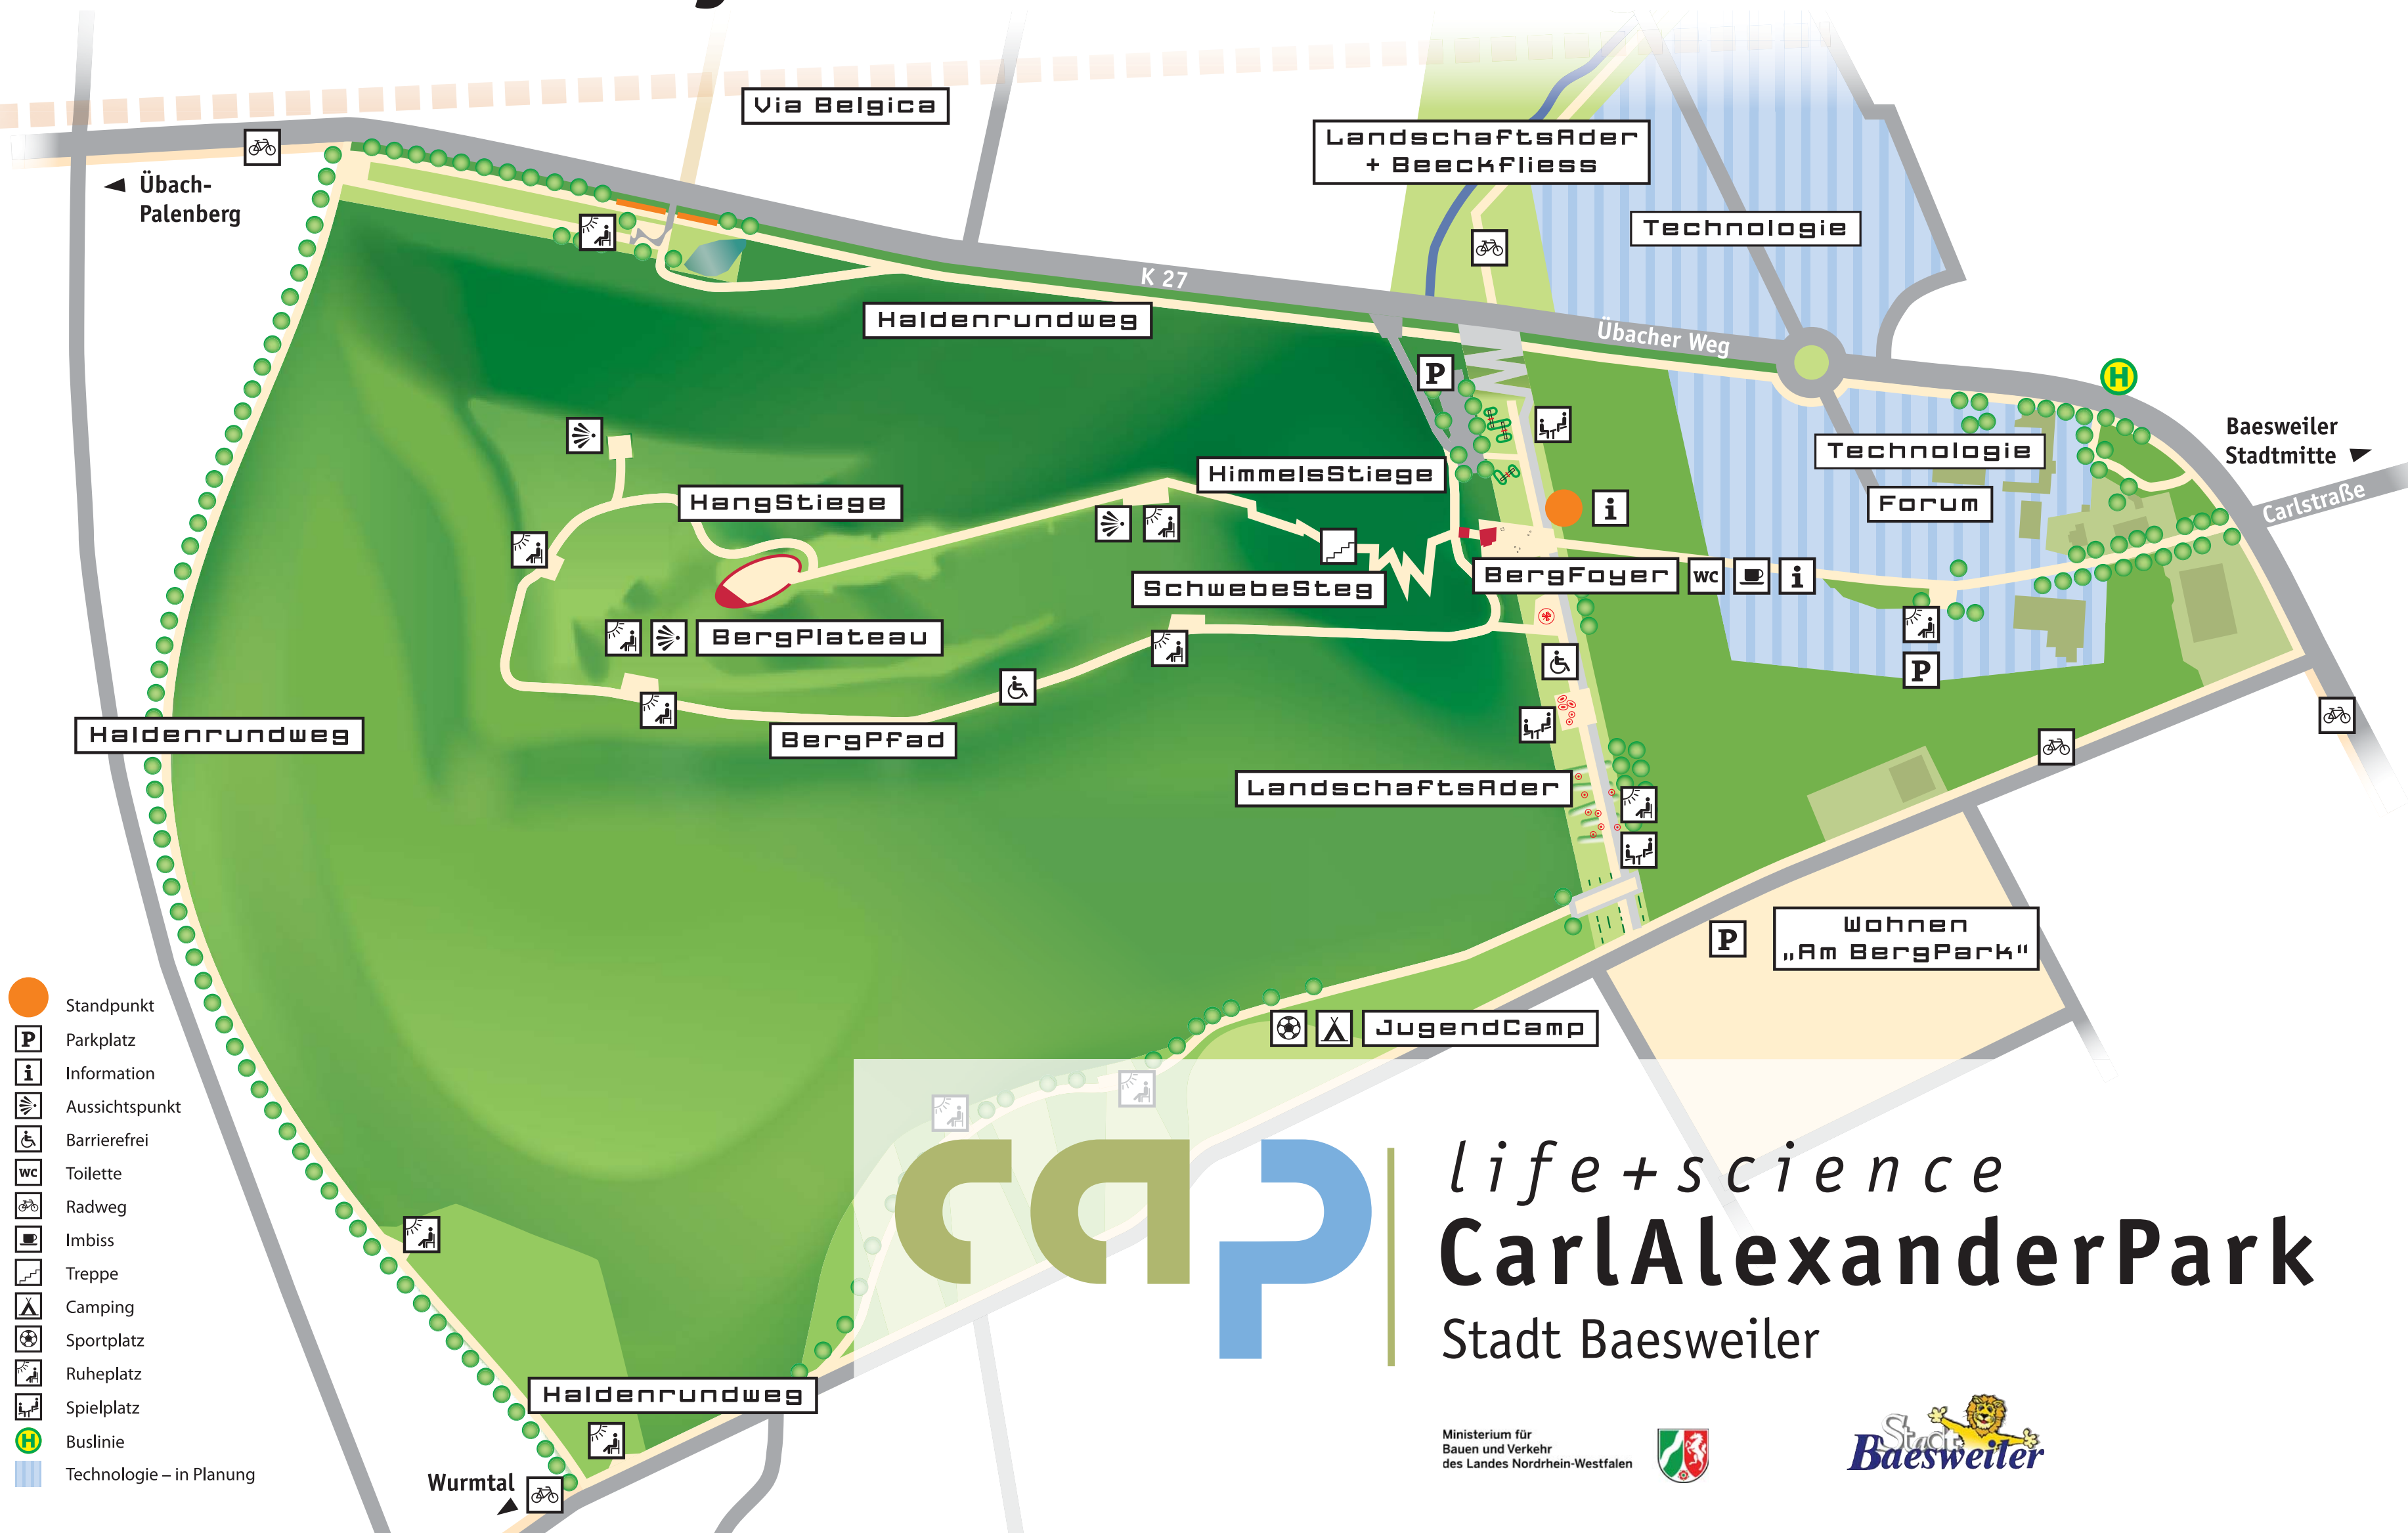 Via Belgica
LandschaftsAder
+ Beeckfliess
Technologie
Übach-
Palenberg
K 27
Haldenrundweg
Übacher Weg
P
H
Baesweiler
Stadtmitte
Carlstraße
Technologie
Forum
HimmelsStiege
HangStiege
i
SchwebeSteg
BergFoyer
WC
i
BergPlateau
P
Haldenrundweg
BergPfad
LandschaftsAder
P
Wohnen
„Am BergPark“
JugendCamp
Standpunkt
P Parkplatz
i Information
Aussichtspunkt
Barrierefrei
WC Toilette
Radweg
Imbiss
Treppe
Camping
Sportplatz
Ruheplatz
Spielplatz
H Buslinie
Technologie – in Planung
Haldenrundweg
Wurmtal
cap
life+science
CarlAlexanderPark
Stadt Baesweiler
Ministerium für
Bauen und Verkehr
des Landes Nordrhein-Westfalen
Stadt
Baesweiler